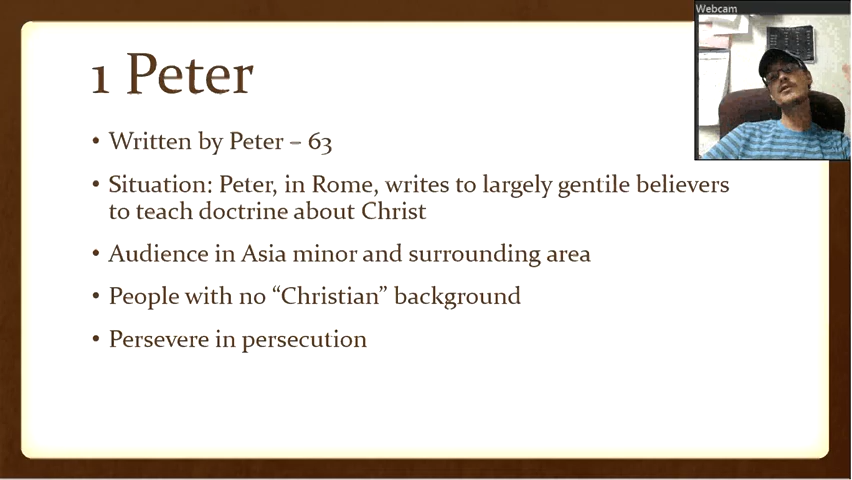 Webcam
1 Peter
• Written by Peter – 63
• Situation: Peter, in Rome, writes to largely gentile believers
to teach doctrine about Christ
• Audience in Asia minor and surrounding area
• People with no “Christian” background
• Persevere in persecution